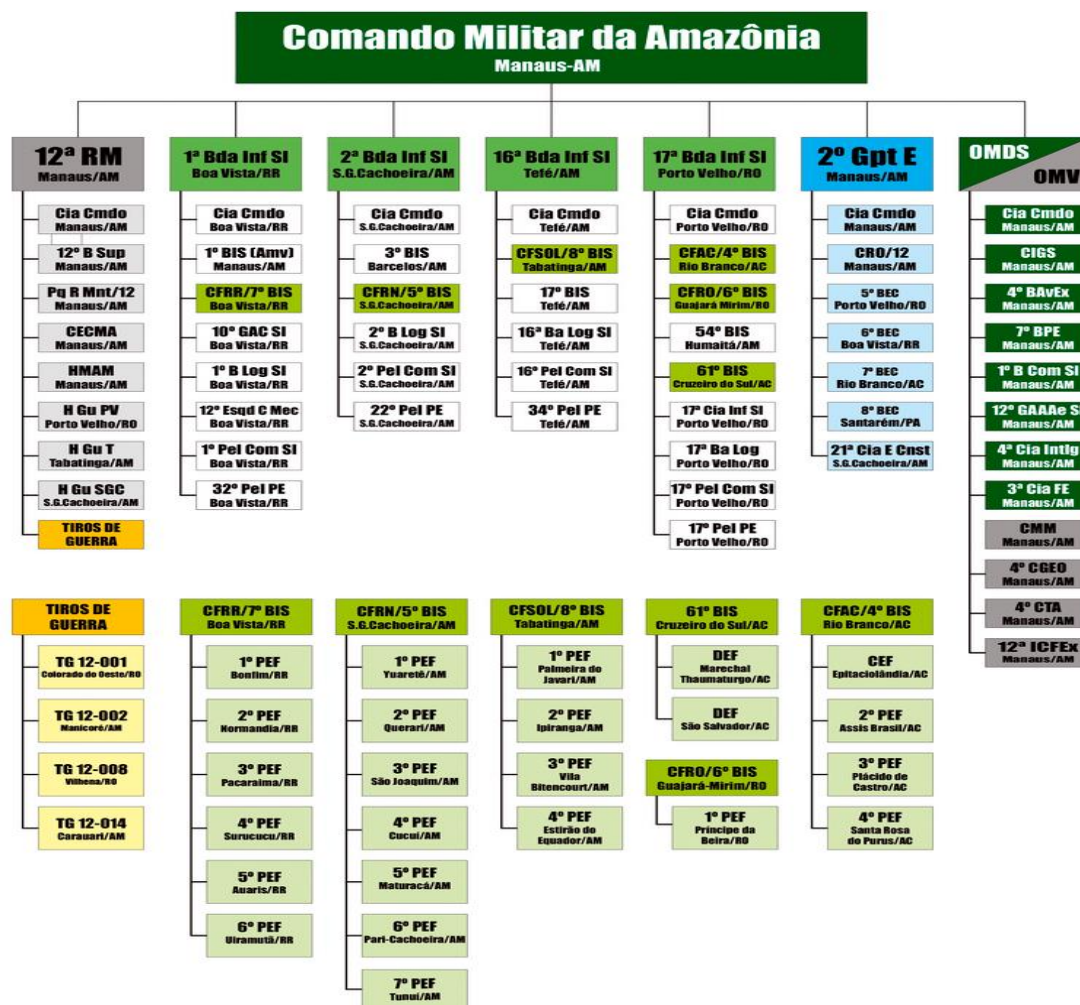 Comando Militar da Amazônia
Manaus-AM
12ª RM
Manaus/AM
Cia Cmdo
Manaus/AM
12º B Sup
Manaus/AM
Pq R Mnt/12
Manaus/AM
CECMA
Manaus/AM
HMAM
Manaus/AM
H Gu PV
Porto Velho/RO
H Gu T
Tabatinga/AM
H Gu SGC
S.G.Cachoeira/AM
TIROS DE
GUERRA
1ª Bda Inf SI
Boa Vista/RR
Cia Cmdo
Boa Vista/RR
1º BIS (Amv)
Manaus/AM
CFRR/7º BIS
Boa Vista/RR
10º GAC SI
Boa Vista/RR
1º B Log SI
Boa Vista/RR
12º Esqd C Mec
Boa Vista/RR
1º Pel Com SI
Boa Vista/RR
32º Pel PE
Boa Vista/RR
2ª Bda Inf SI
S.G.Cachoeira/AM
Cia Cmdo
S.G.Cachoeira/AM
3º BIS
Barcelos/AM
CFRN/5º BIS
S.G.Cachoeira/AM
2º B Log SI
S.G.Cachoeira/AM
2º Pel Com SI
S.G.Cachoeira/AM
22º Pel PE
S.G.Cachoeira/AM
16ª Bda Inf SI
Tefé/AM
Cia Cmdo
Tefé/AM
CFSOL/8º BIS
Tabatinga/AM
17º BIS
Tefé/AM
16ª Ba Log SI
Tefé/AM
16º Pel Com SI
Tefé/AM
34º Pel PE
Tefé/AM
17ª Bda Inf SI
Porto Velho/RO
Cia Cmdo
Porto Velho/RO
CFAC/4º BIS
Rio Branco/AC
CFRO/6º BIS
Guajará Mirim/RO
54º BIS
Humaitá/AM
61º BIS
Cruzeiro do Sul/AC
17ª Cia Inf SI
Porto Velho/RO
17ª Ba Log
Porto Velho/RO
17º Pel Com SI
Porto Velho/RO
17º Pel PE
Porto Velho/RO
2º Gpt E
Manaus/AM
Cia Cmdo
Manaus/AM
CRO/12
Manaus/AM
5º BEC
Porto Velho/RO
6º BEC
Boa Vista/RR
7º BEC
Rio Branco/AC
8º BEC
Santarém/PA
21ª Cia E Cnst
S.G.Cachoeira/AM
OMDS
OMV
Cia Cmdo
Manaus/AM
CIGS
Manaus/AM
4º BAvEx
Manaus/AM
7º BPE
Manaus/AM
1º B Com SI
Manaus/AM
12º GAAAe S
Manaus/AM
4ª Cia Intlg
Manaus/AM
3ª Cia FE
Manaus/AM
CMM
Manaus/AM
4º CGEO
Manaus/AM
4º CTA
Manaus/AM
12ª ICFEx
Manaus/AM
TIROS DE
GUERRA
TG 12-001
Colorado do Oeste/RO
TG 12-002
Manicoré/AM
TG 12-008
Vilhena/RO
TG 12-014
Carauari/AM
CFRR/7º BIS
Boa Vista/RR
1º PEF
Bonfim/RR
2º PEF
Normandia/RR
3º PEF
Pacaraima/RR
4º PEF
Surucucu/RR
5º PEF
Auaris/RR
6º PEF
Uiramutã/RR
CFRN/5º BIS
S.G.Cachoeira/AM
1º PEF
Yuaretê/AM
2º PEF
Querari/AM
3º PEF
São Joaquim/AM
4º PEF
Cucuí/AM
5º PEF
Maturacá/AM
6º PEF
Pari-Cachoeira/AM
7º PEF
Tunuí/AM
CFSOL/8º BIS
Tabatinga/AM
1º PEF
Palmeira do
Javari/AM
2º PEF
Ipiranga/AM
3º PEF
Vila
Bitencourt/AM
4º PEF
Estirão do
Equador/AM
61º BIS
Cruzeiro do Sul/AC
DEF
Marechal
Thaumaturgo/AC
DEF
São Salvador/AC
CFRO/6º BIS
Guajará-Mirim/RO
1º PEF
Príncipe da
Beira/RO
CFAC/4º BIS
Rio Branco/AC
CEF
Epitaciolândia/AC
2º PEF
Assis Brasil/AC
3º PEF
Plácido de
Castro/AC
4º PEF
Santa Rosa
do Purus/AC